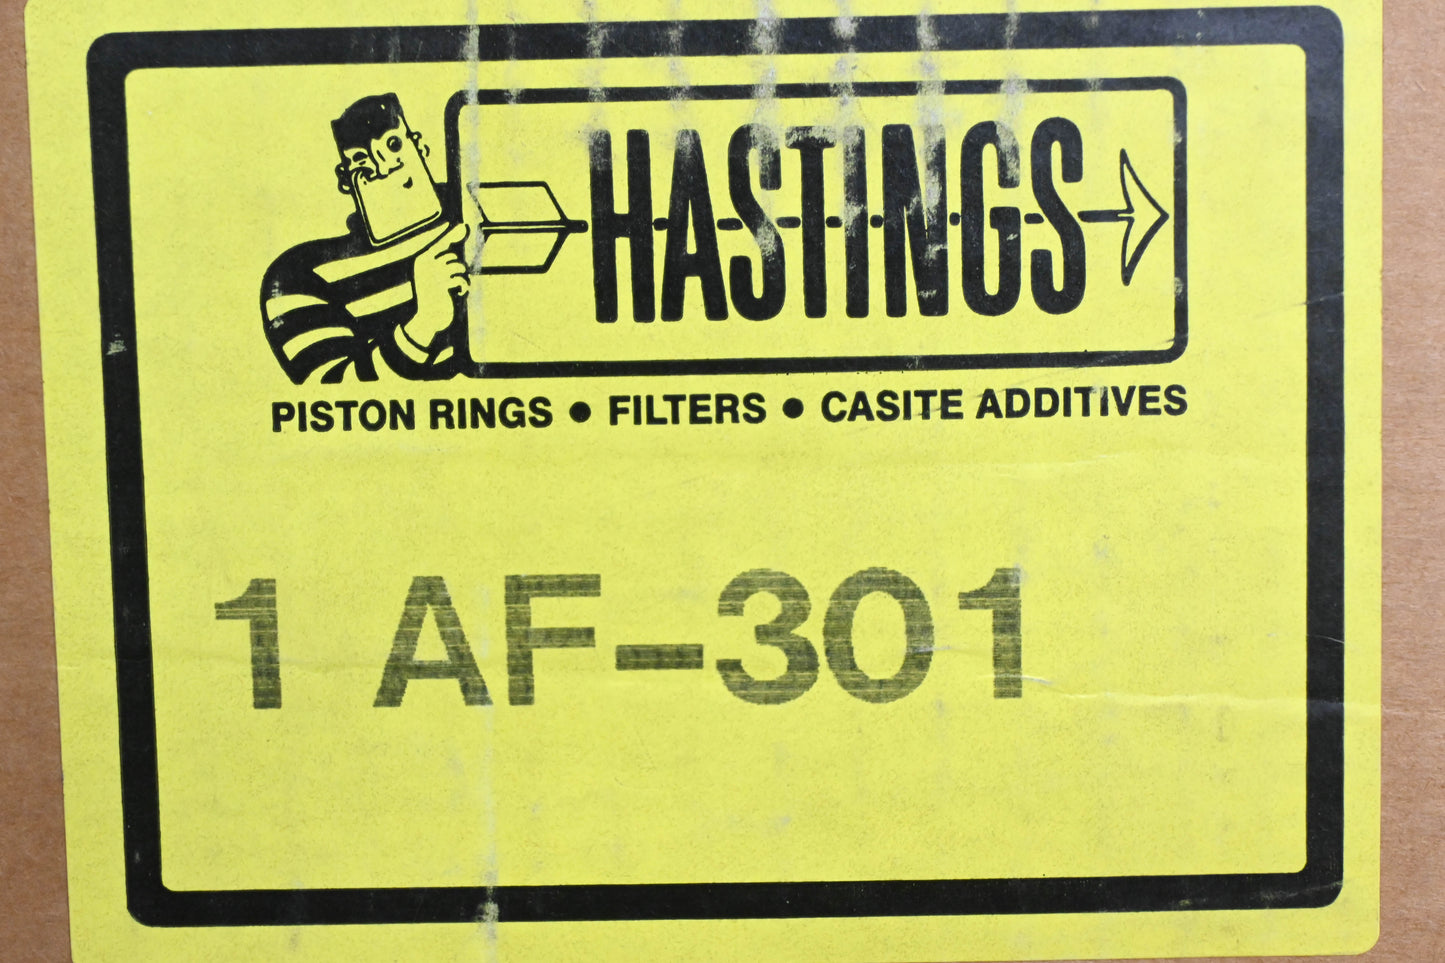 HASTINGS
PISTON RINGS • FILTERS • CASITE ADDITIVES
1 AF-301